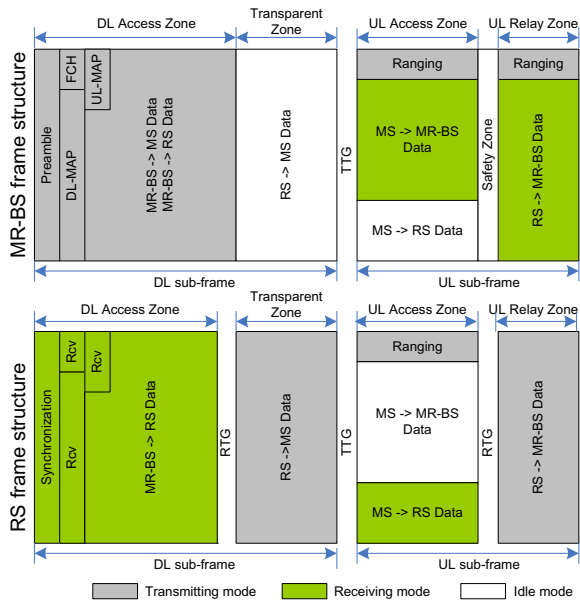 DL Access Zone
Transparent
Zone
UL Access Zone
UL Relay Zone
MR-BS frame structure
Preamble
FCH
DL-MAP
UL-MAP
MR-BS -> MS Data
MR-BS -> RS Data
RS -> MS Data
TTG
Ranging
MS -> MR-BS
Data
MS -> RS Data
Safety Zone
Ranging
RS -> MR-BS Data
DL sub-frame
UL sub-frame
DL Access Zone
Transparent
Zone
UL Access Zone
UL Relay Zone
RS frame structure
Synchronization
Rcv
Rcv
Rcv
MR-BS -> RS Data
RTG
RS ->MS Data
TTG
Ranging
MS -> MR-BS
Data
MS -> RS Data
RTG
RS -> MR-BS Data
DL sub-frame
UL sub-frame
Transmitting mode
Receiving mode
Idle mode